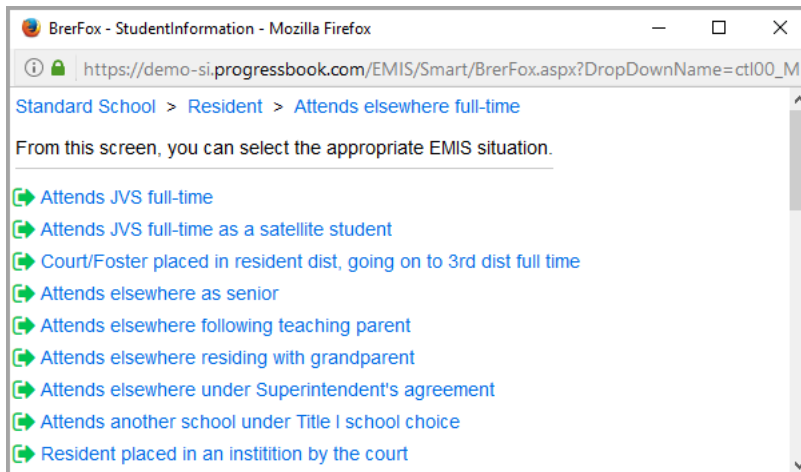 BrerFox - StudentInformation - Mozilla Firefox
https://demo-si.progressbook.com/EMIS/Smart/BrerFox.aspx?DropDownName=ctl00_M
Standard School > Resident > Attends elsewhere full-time
From this screen, you can select the appropriate EMIS situation.
Attends JVS full-time
Attends JVS full-time as a satellite student
Court/Foster placed in resident dist, going on to 3rd dist full time
Attends elsewhere as senior
Attends elsewhere following teaching parent
Attends elsewhere residing with grandparent
Attends elsewhere under Superintendent's agreement
Attends another school under Title I school choice
Resident placed in an institition by the court